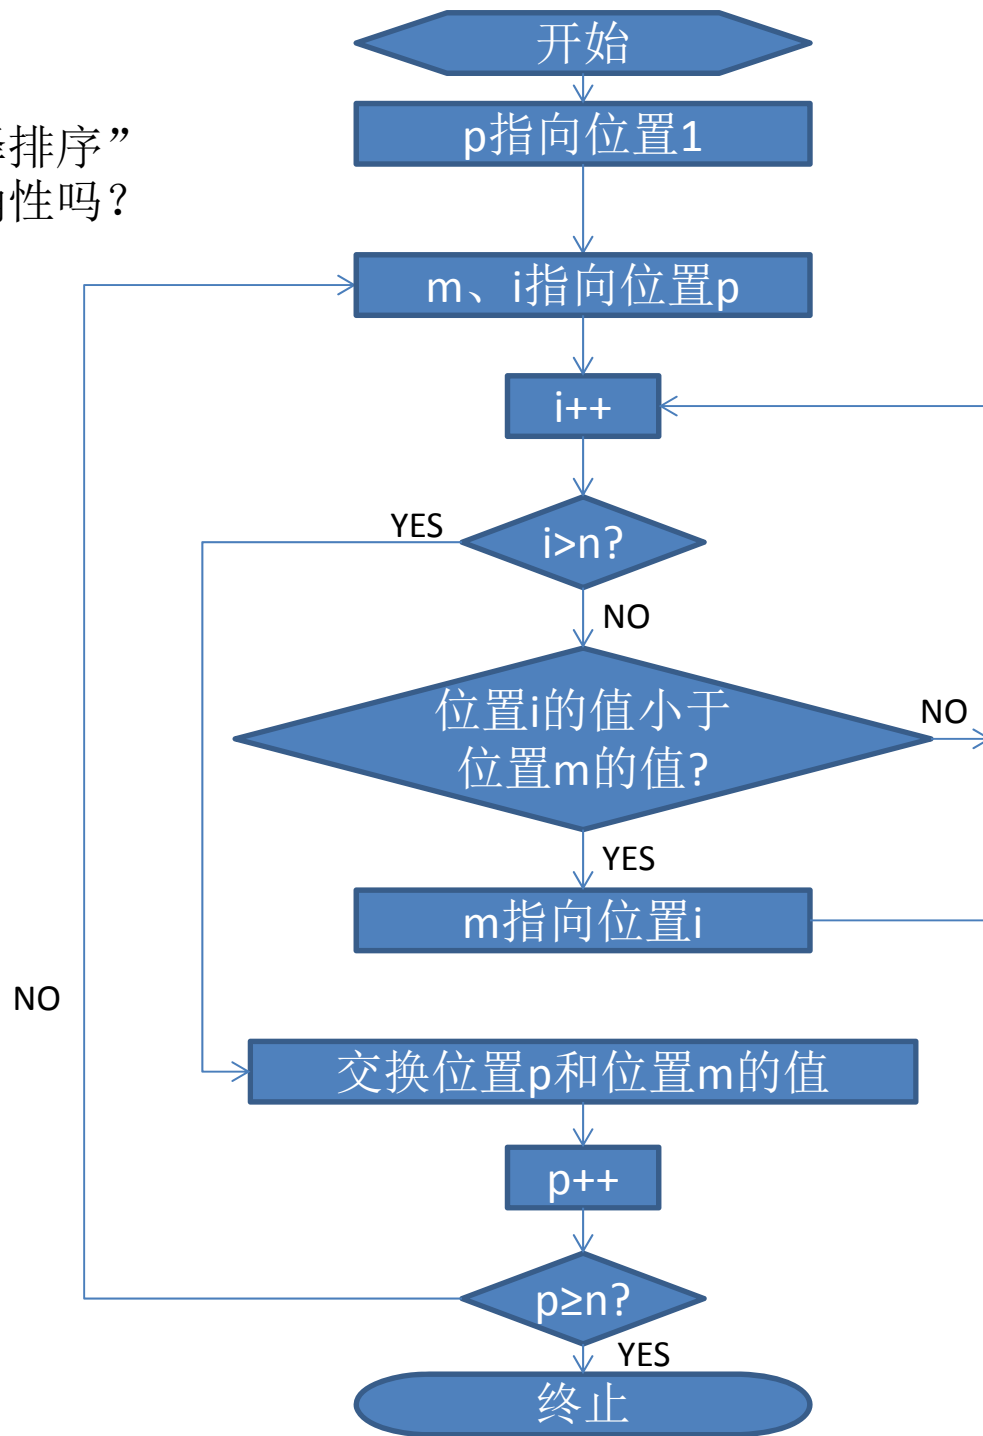 开始
p指向位置1
排序”
性吗？
m、i指向位置p
i++
YES
i>n?
NO
位置i的值小于
位置m的值?
NO
YES
m指向位置i
NO
交换位置p和位置m的值
p++
p≥n?
YES
终止